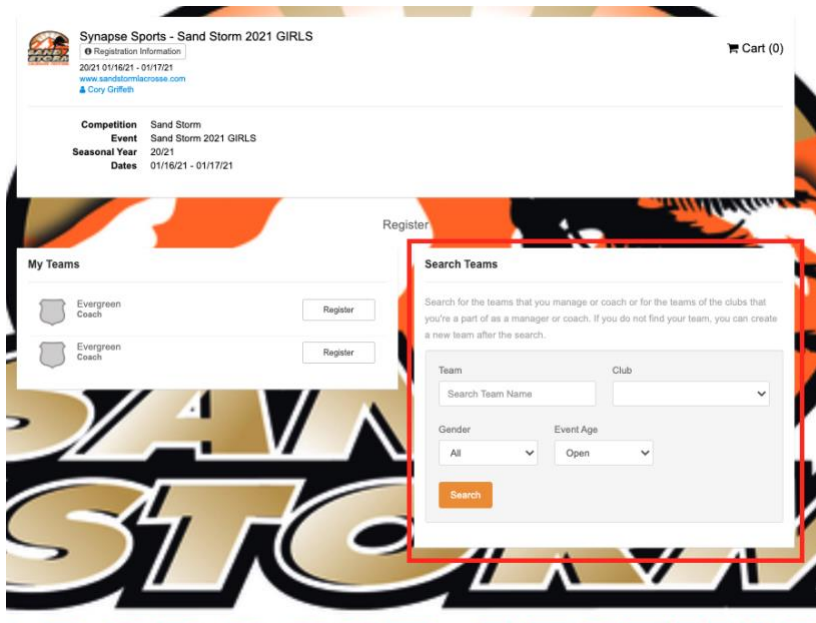 Synapse Sports - Sand Storm 2021 GIRLS
Registration Information
20/21 01/16/21 - 01/17/21
www.sandstormlacrosse.com
Cory Griffeth
Cart (0)
Competition Sand Storm
Event Sand Storm 2021 GIRLS
Seasonal Year 20/21
Dates 01/16/21 - 01/17/21
Register
My Teams
Evergreen
Coach
Register
Evergreen
Coach
Register
Search Teams
Search for the teams that you manage or coach or for the teams of the clubs that
you're a part of as a manager or coach. If you do not find your team, you can create
a new team after the search.
Team Club
Search Team Name
Gender Event Age
All Open
Search
SAND
STORM